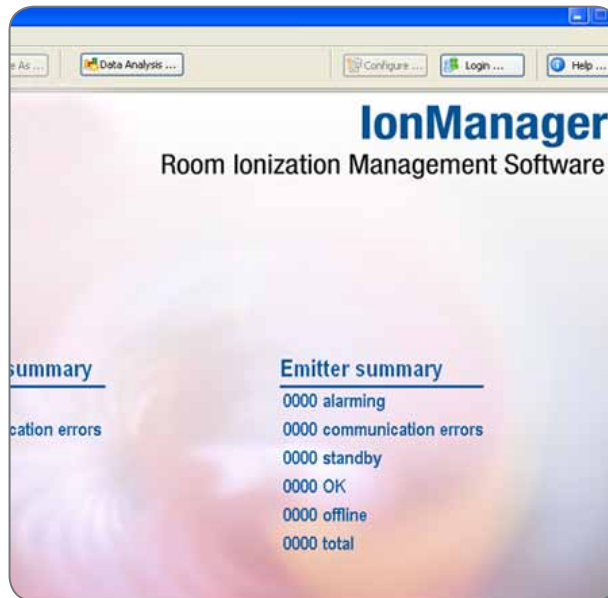 e As ...
Data Analysis ...
Configure ...
Login ...
Help ...
IonManager
Room Ionization Management Software
summary
cation errors
Emitter summary
0000 alarming
0000 communication errors
0000 standby
0000 OK
0000 offline
0000 total